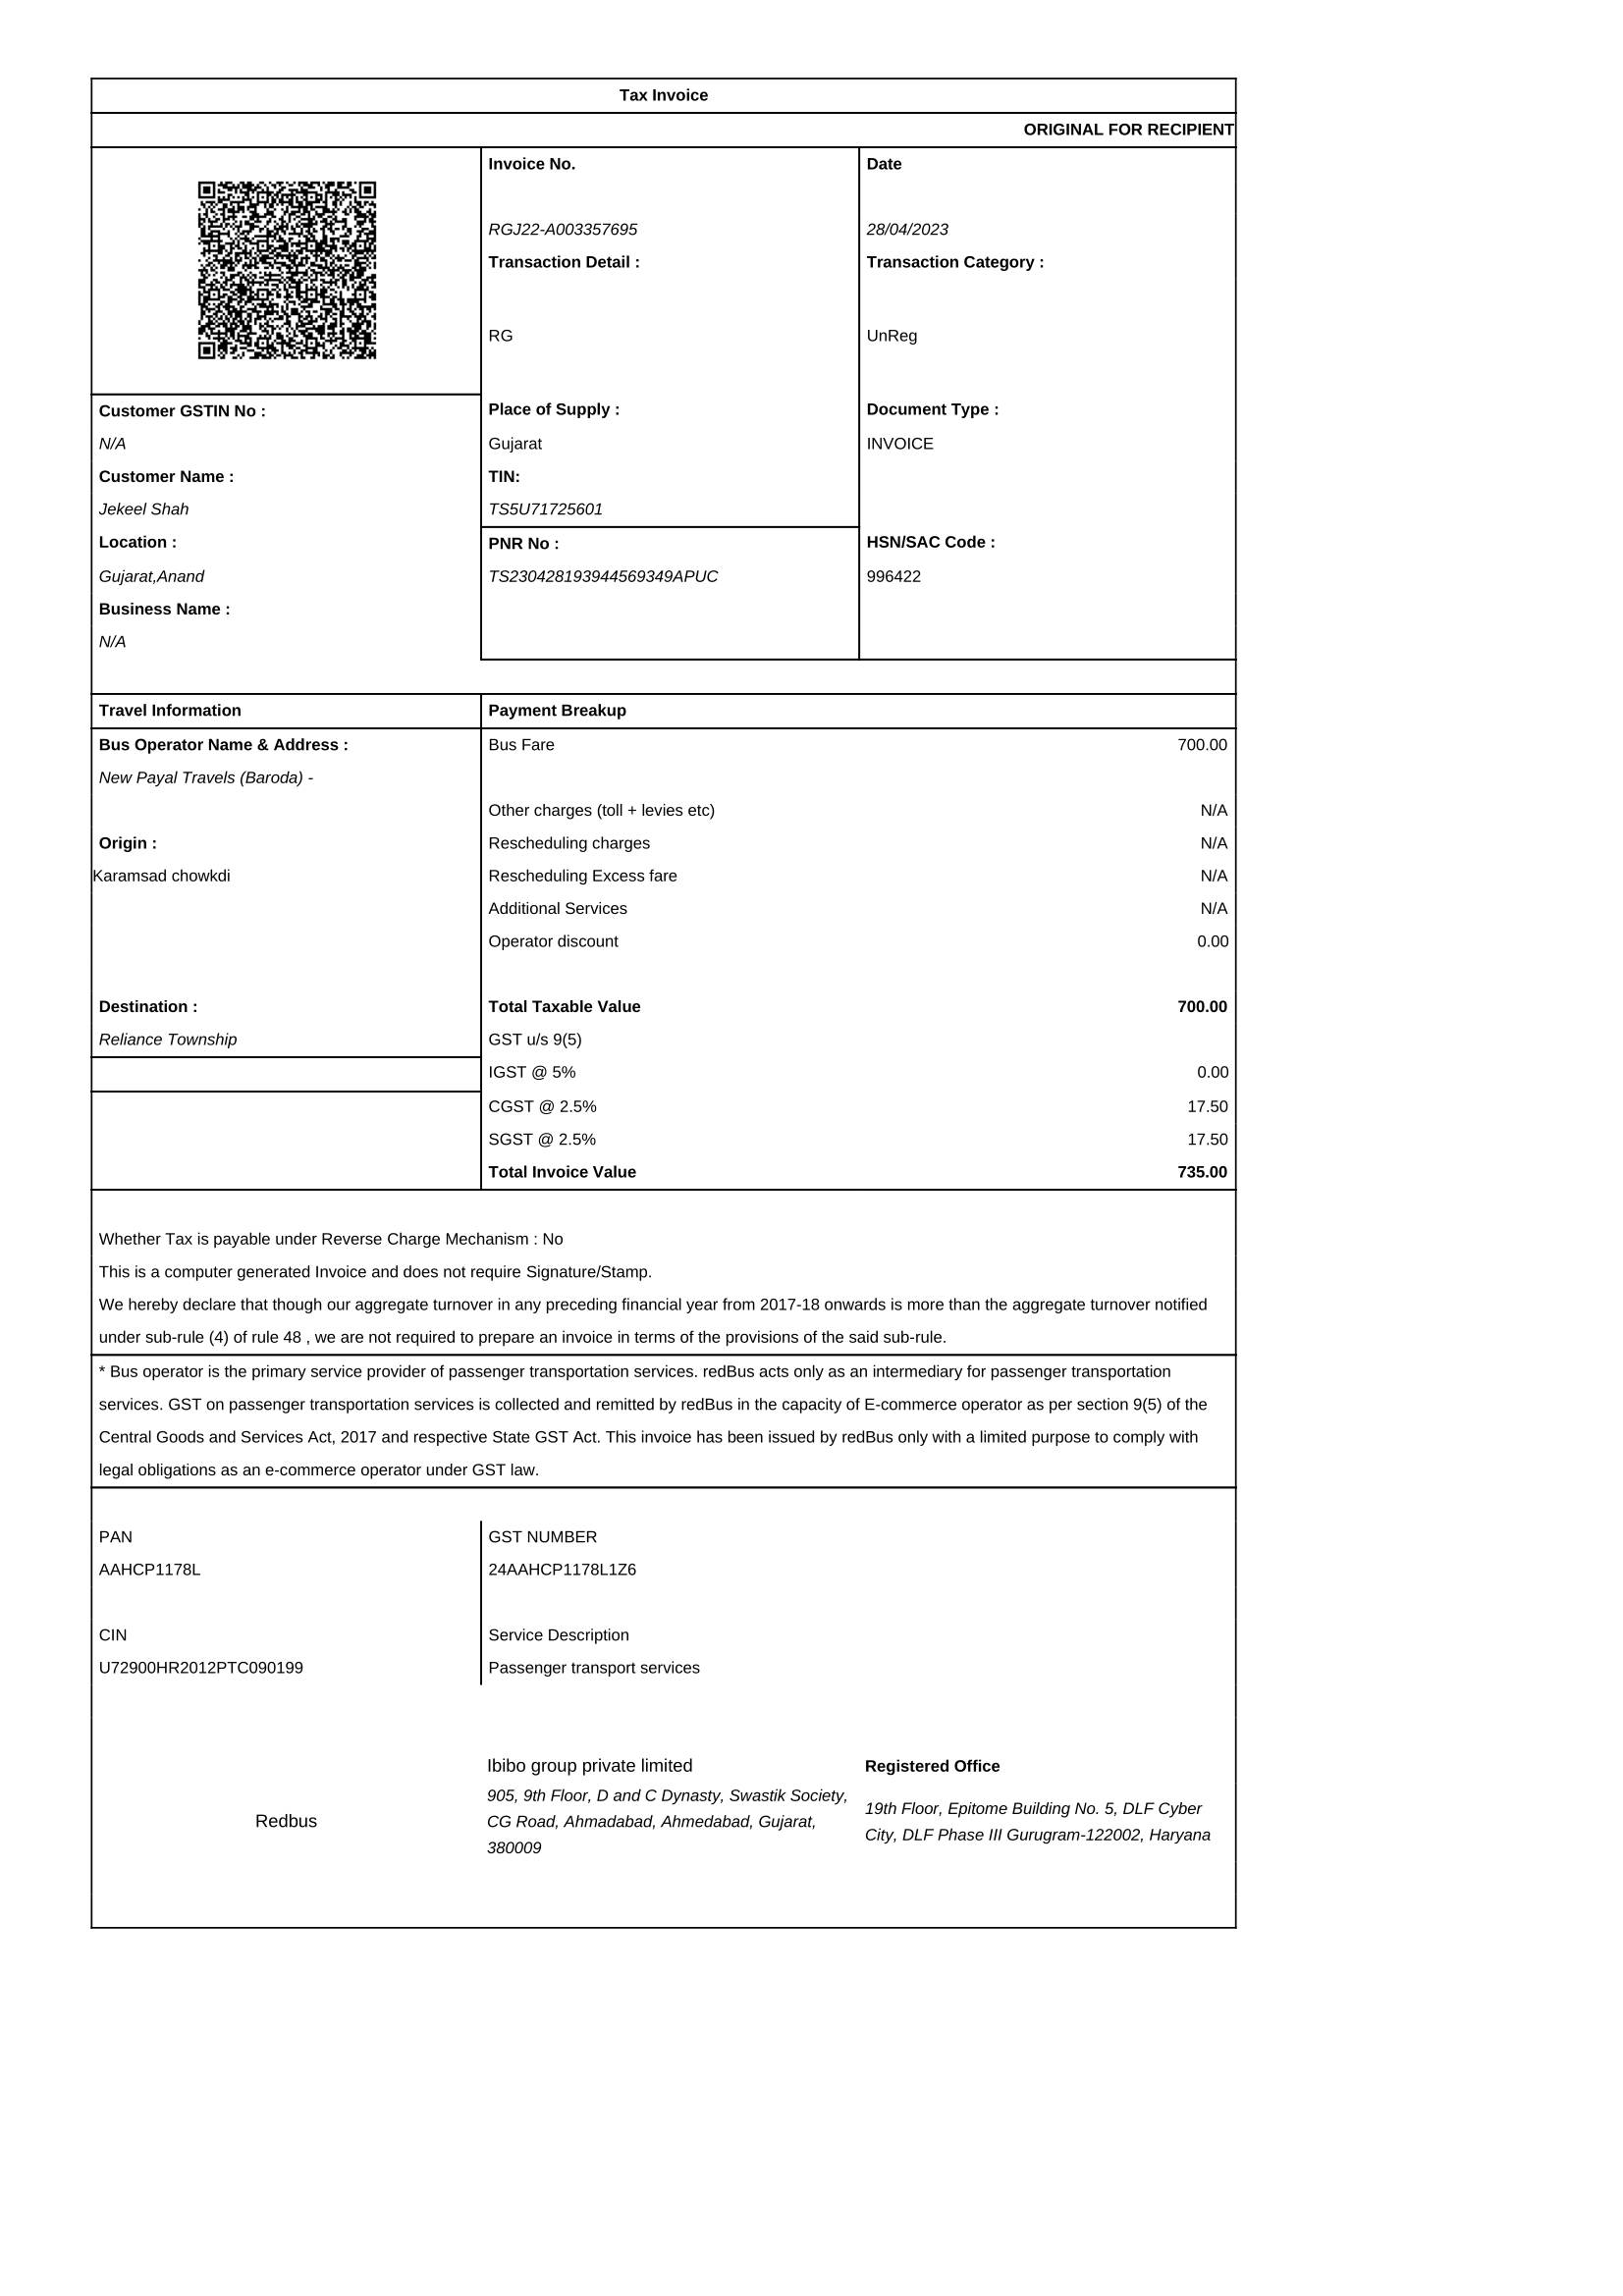 Tax Invoice
ORIGINAL FOR RECIPIENT
Invoice No.
Date
RGJ22-A003357695
28/04/2023
Transaction Detail :
Transaction Category :
RG
UnReg
Customer GSTIN No :
Place of Supply :
Document Type :
N/A
Gujarat
INVOICE
Customer Name :
TIN:
Jekeel Shah
TS5U71725601
Location :
PNR No :
HSN/SAC Code :
Gujarat,Anand
TS230428193944569349APUC
996422
Business Name :
N/A
Travel Information
Payment Breakup
Bus Operator Name & Address :
Bus Fare 700.00
New Payal Travels (Baroda) -
Other charges (toll + levies etc) N/A
Origin :
Rescheduling charges N/A
Karamsad chowkdi
Rescheduling Excess fare N/A
Additional Services N/A
Operator discount 0.00
Destination :
Total Taxable Value 700.00
Reliance Township
GST u/s 9(5)
IGST @ 5% 0.00
CGST @ 2.5% 17.50
SGST @ 2.5% 17.50
Total Invoice Value 735.00
Whether Tax is payable under Reverse Charge Mechanism : No
This is a computer generated Invoice and does not require Signature/Stamp.
We hereby declare that though our aggregate turnover in any preceding financial year from 2017-18 onwards is more than the aggregate turnover notified
under sub-rule (4) of rule 48 , we are not required to prepare an invoice in terms of the provisions of the said sub-rule.
* Bus operator is the primary service provider of passenger transportation services. redBus acts only as an intermediary for passenger transportation
services. GST on passenger transportation services is collected and remitted by redBus in the capacity of E-commerce operator as per section 9(5) of the
Central Goods and Services Act, 2017 and respective State GST Act. This invoice has been issued by redBus only with a limited purpose to comply with
legal obligations as an e-commerce operator under GST law.
PAN
GST NUMBER
AAHCP1178L
24AAHCP1178L1Z6
CIN
Service Description
U72900HR2012PTC090199
Passenger transport services
Redbus
Ibibo group private limited
905, 9th Floor, D and C Dynasty, Swastik Society,
CG Road, Ahmadabad, Ahmedabad, Gujarat,
380009
Registered Office
19th Floor, Epitome Building No. 5, DLF Cyber
City, DLF Phase III Gurugram-122002, Haryana